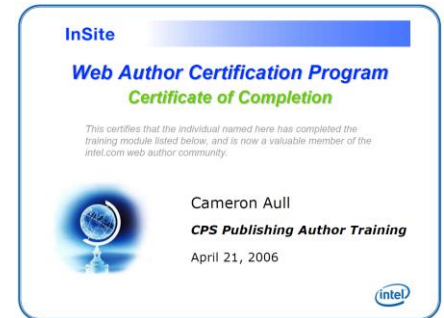 InSite
Web Author Certification Program
Certificate of Completion
This certifies that the individual named here has completed the
training module listed below, and is now a valuable member of the
intel.com web author community.
Cameron Aull
CPS Publishing Author Training
April 21, 2006
intel